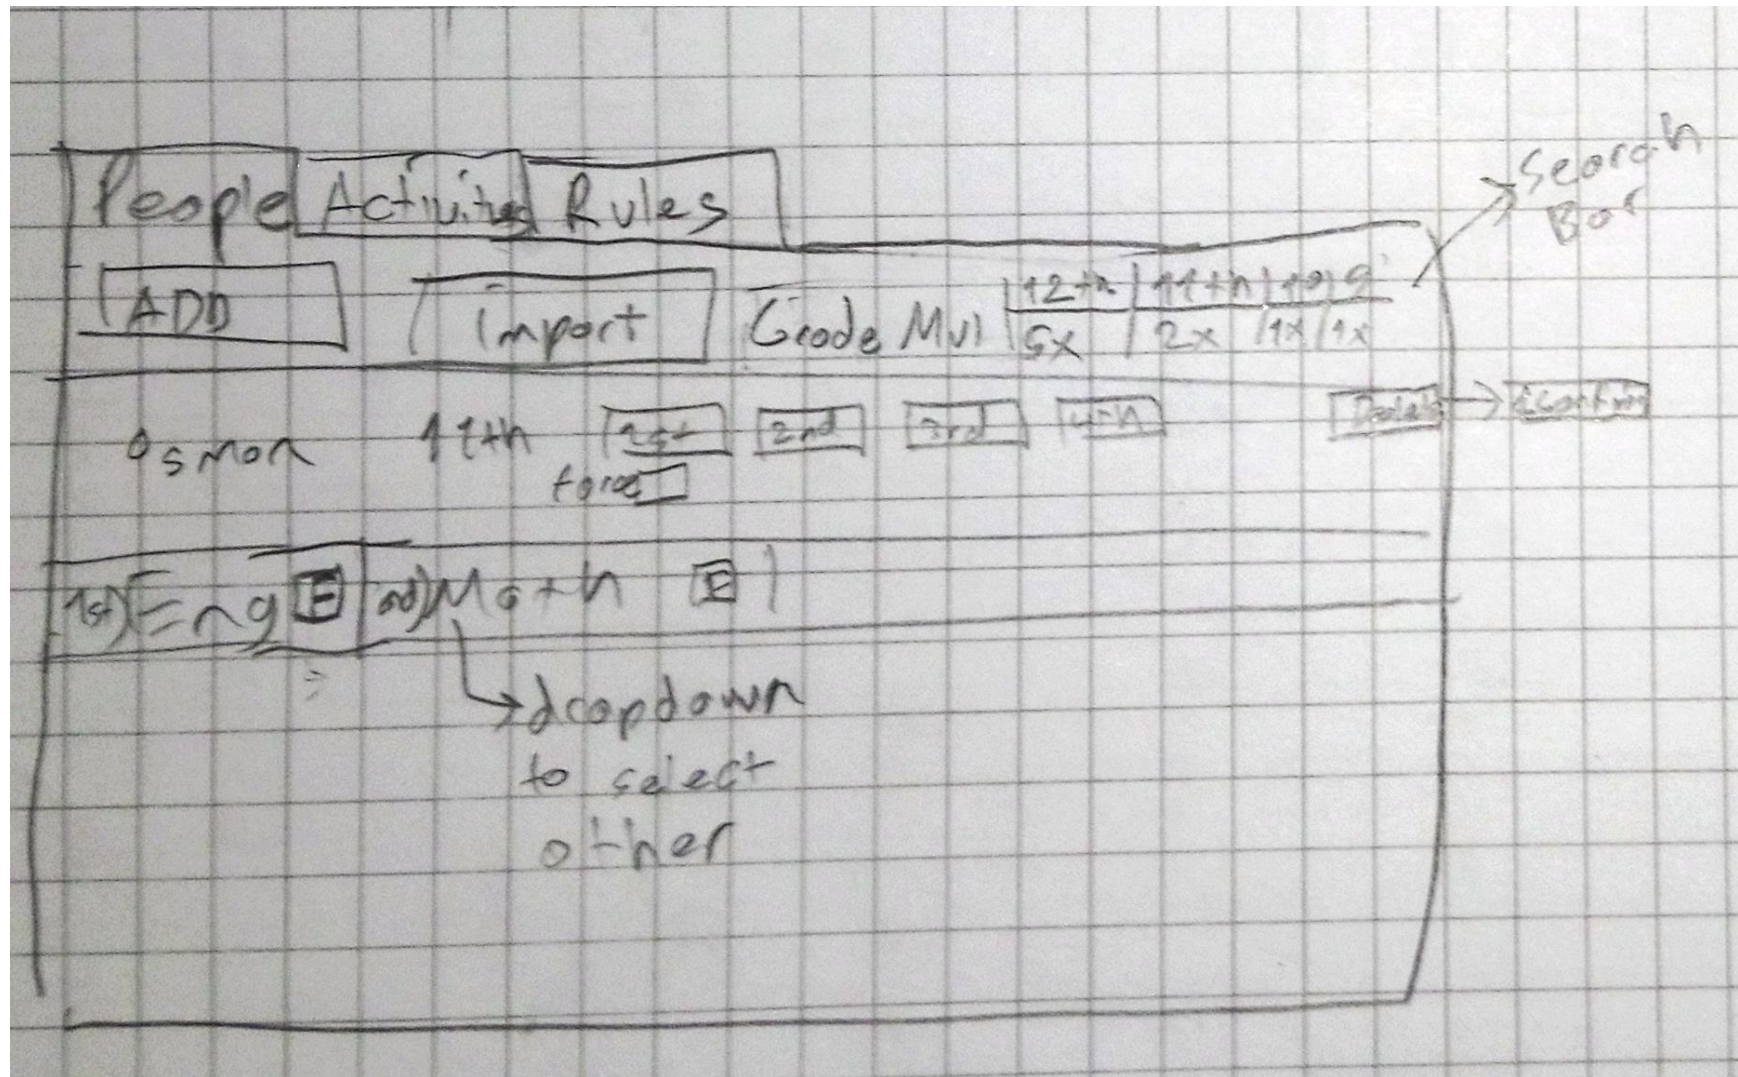 People Activities Rules
Search
Bar
ADD Import Grade Mul 12th 11th 10 9
5x 2x 1x 1x
osman 11th 1st 2nd 3rd 4th Delete Confirm
force
1st) Eng E nd) Math E
dropdown
to select
other